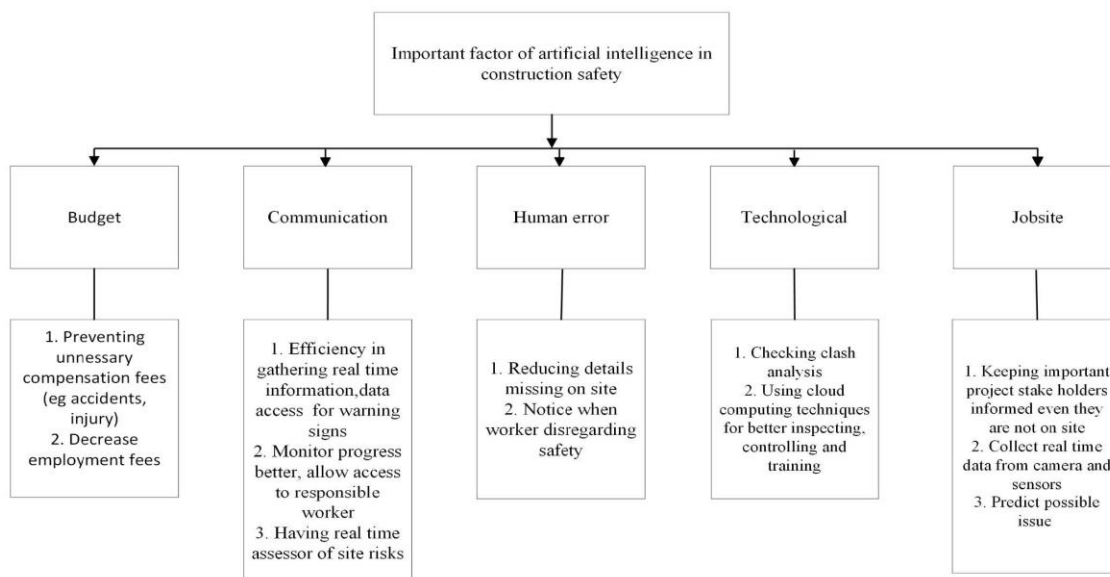 Important factor of artificial intelligence in
construction safety
Budget
Communication
Human error
Technological
Jobsite
1. Preventing
unnessary
compensation fees
(eg accidents,
injury)
2. Decrease
employment fees
1. Efficiency in
gathering real time
information,data
access for warning
signs
2. Monitor progress
better, allow access
to responsible
worker
3. Having real time
assessor of site risks
1. Reducing details
missing on site
2. Notice when
worker disregarding
safety
1. Checking clash
analysis
2. Using cloud
computing techniques
for better inspecting,
controlling and
training
1. Keeping important
project stake holders
informed even they
are not on site
2. Collect real time
data from camera and
sensors
3. Predict possible
issue